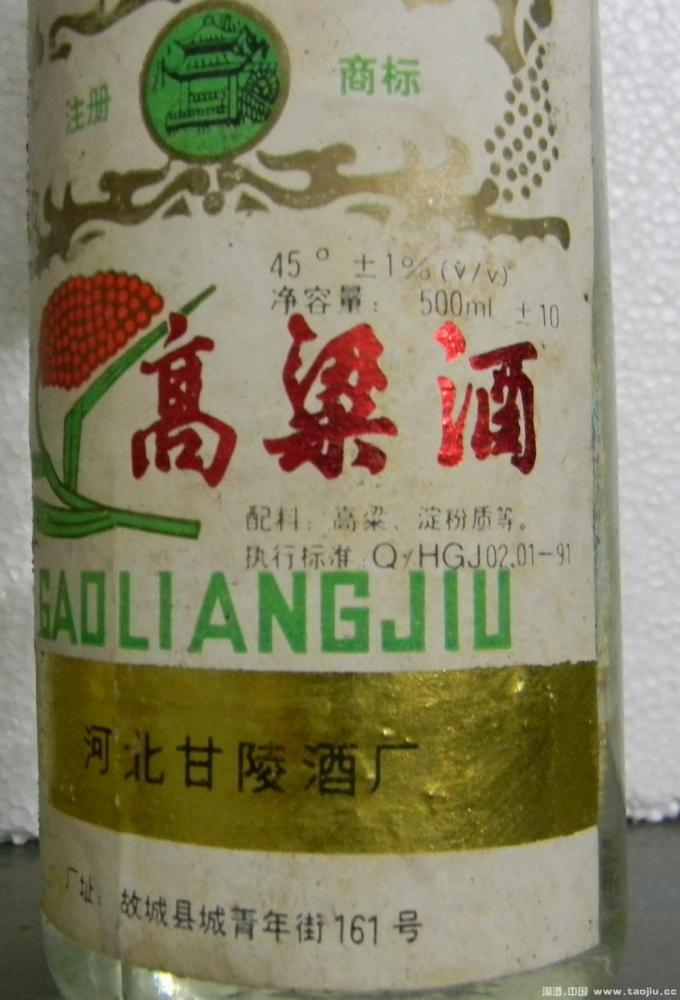 注册 商标
45° ±1% (v/v)
净容量: 500ml ±10
高粱酒
配料: 高粱、淀粉质等。
执行标准:Q/HGJ02.01-91
GAOLIANGJIU
河北甘陵酒厂
厂址: 故城县城青年街161号
润酒.中国 www.taojiu.cc